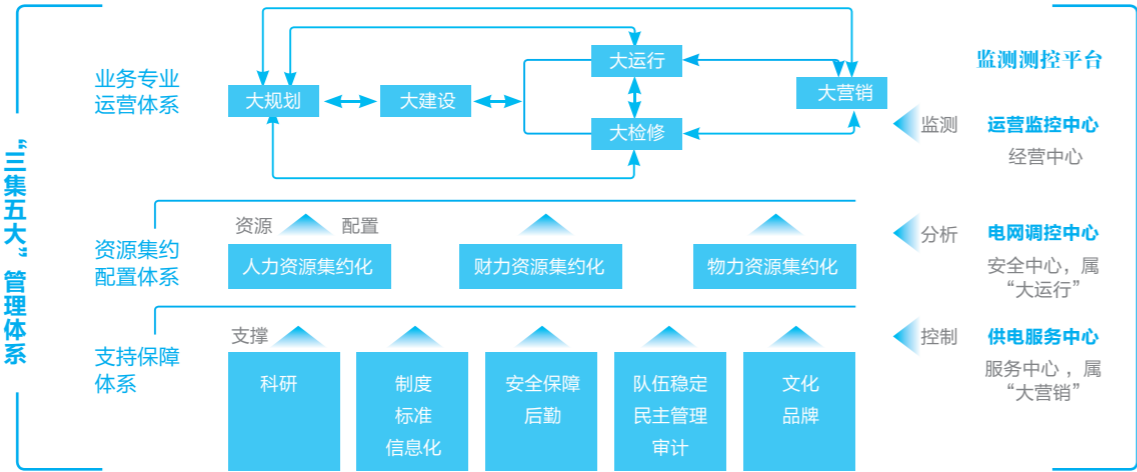 ”三集五大“管理体系
业务专业
运营体系
大规划
大建设
大运行
大检修
大营销
资源集约
配置体系
资源
配置
人力资源集约化
财力资源集约化
物力资源集约化
支持保障
体系
支撑
科研
制度
标准
信息化
安全保障
后勤
队伍稳定
民主管理
审计
文化
品牌
监测测控平台
监测
运营监控中心
经营中心
分析
电网调控中心
安全中心，属
“大运行”
控制
供电服务中心
服务中心，属
“大营销”